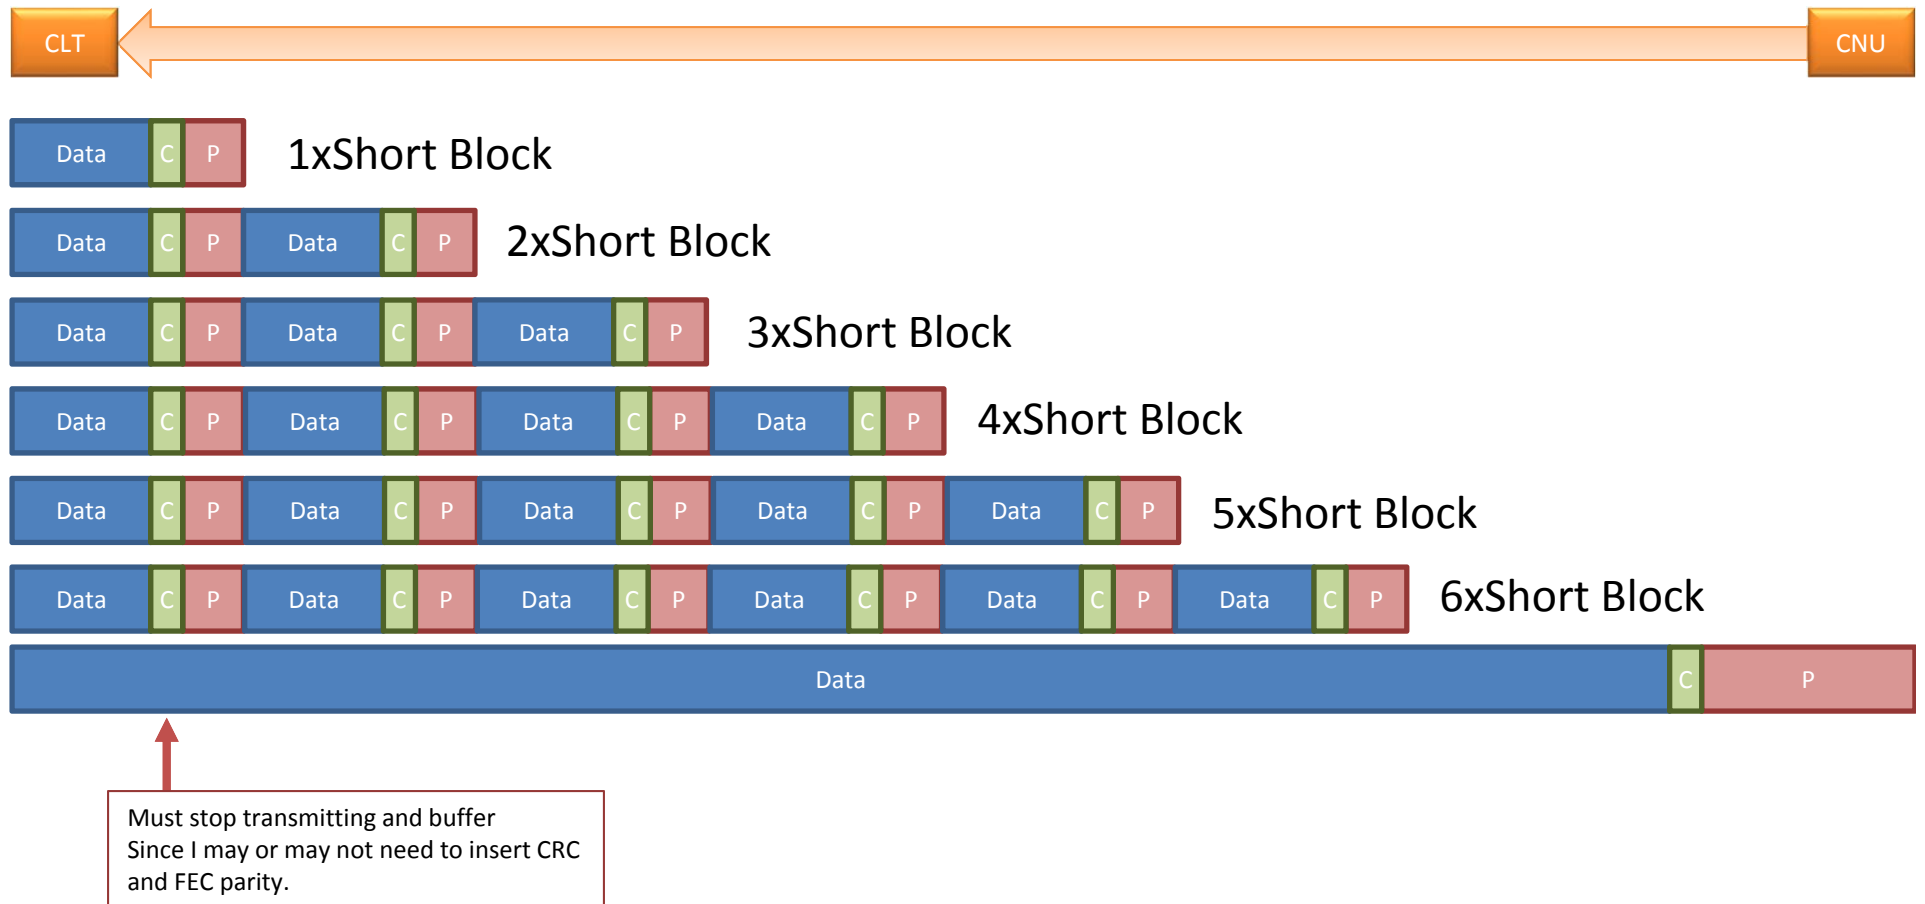 CLT CNU
Data C P 1xShort Block
Data C P Data C P 2xShort Block
Data C P Data C P Data C P 3xShort Block
Data C P Data C P Data C P Data C P 4xShort Block
Data C P Data C P Data C P Data C P Data C P 5xShort Block
Data C P Data C P Data C P Data C P Data C P Data C P 6xShort Block
Data C P
Must stop transmitting and buffer
Since I may or may not need to insert CRC
and FEC parity.